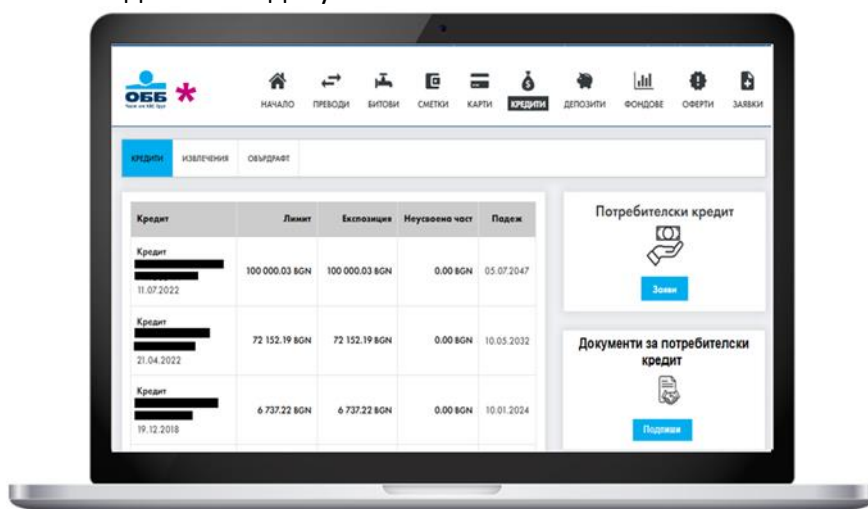 ОББ
НАЧАЛО
ПРЕВОДИ
БИТОВИ
СМЕТКИ
КАРТИ
КРЕДИТИ
ДЕПОЗИТИ
ФОНДОВЕ
ОФЕРТИ
ЗАЯВКИ
КРЕДИТИ
ИЗВЛЕЧЕНИЯ
ОВЪРДРАФТ
Кредит Лимит Експозиция Неусвоена част Падеж
Кредит
100 000.03 BGN 100 000.03 BGN 0.00 BGN 05.07.2047
11.07.2022
Кредит
72 152.19 BGN 72 152.19 BGN 0.00 BGN 10.05.2032
21.04.2022
Кредит
6 737.22 BGN 6 737.22 BGN 0.00 BGN 10.01.2024
19.12.2018
Потребителски кредит
Заяви
Документи за потребителски
кредит
Подпиши